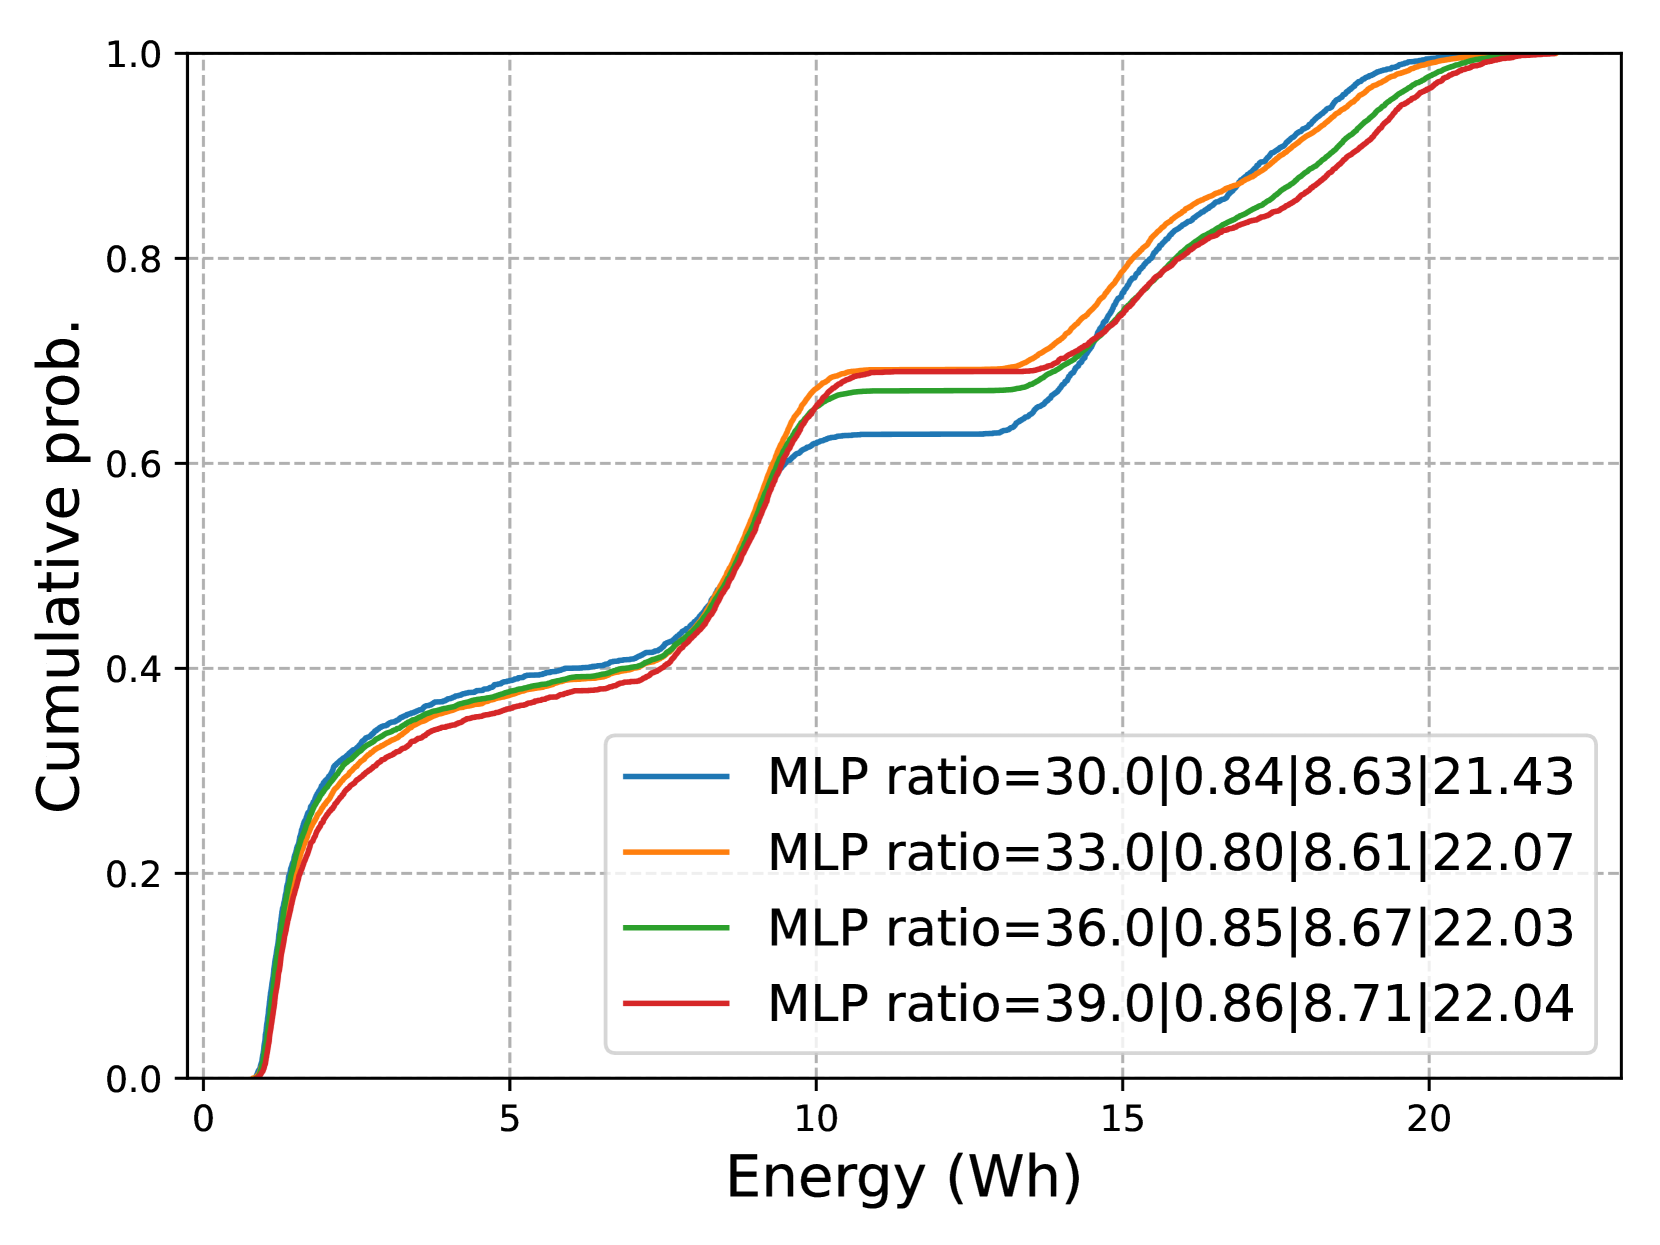 1.0
0.8
0.6
0.4
0.2
0.0
Cumulative prob.
MLP ratio=30.0|0.84|8.63|21.43
MLP ratio=33.0|0.80|8.61|22.07
MLP ratio=36.0|0.85|8.67|22.03
MLP ratio=39.0|0.86|8.71|22.04
0 5 10 15 20
Energy (Wh)